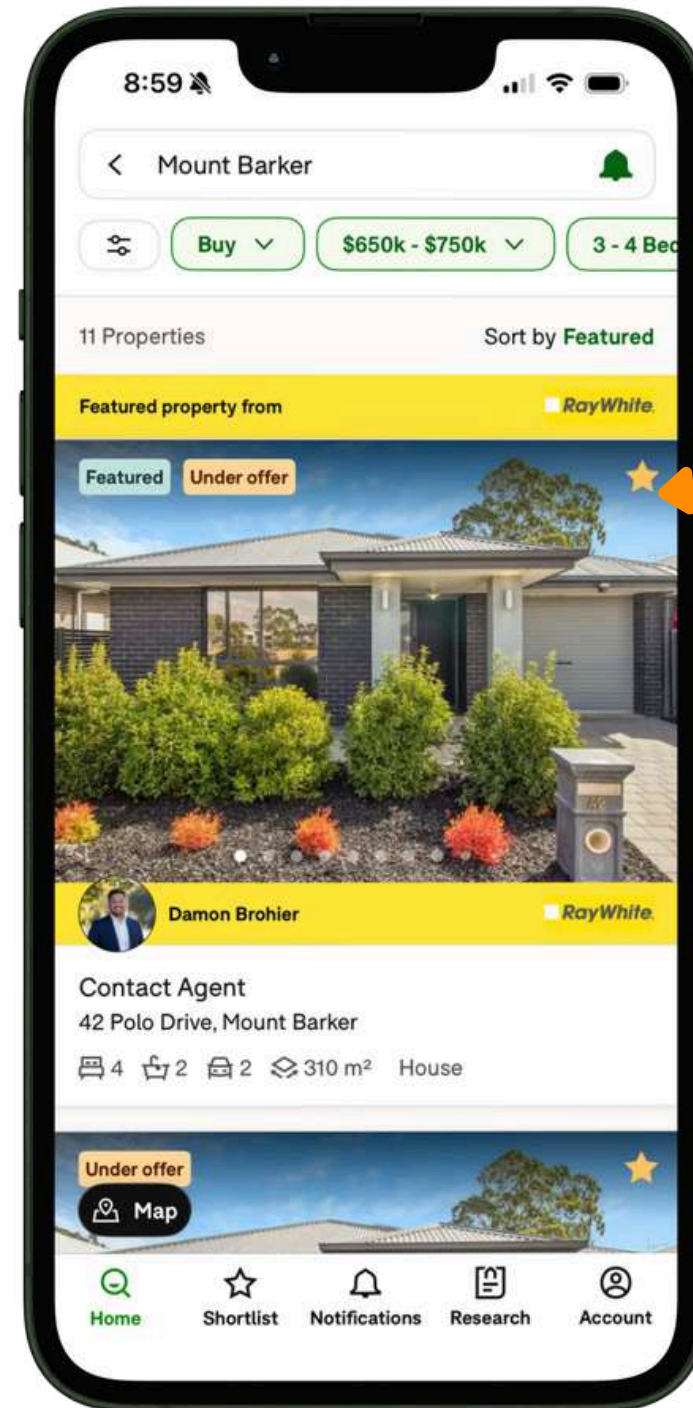 8:59
Mount Barker
Buy $650k - $750k 3 - 4 Bed
11 Properties Sort by Featured
Featured property from RayWhite.
Featured Under offer
42
Damon Brohier RayWhite.
Contact Agent
42 Polo Drive, Mount Barker
4 2 2 310 m² House
Under offer
Map
Home Shortlist Notifications Research Account